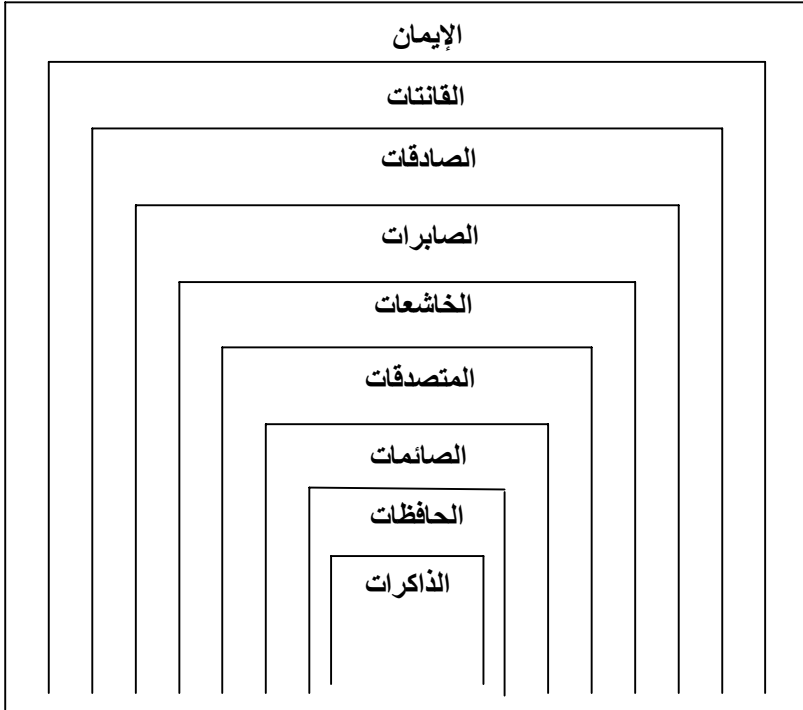 الإيمان
القانتات
الصادقات
الصابرات
الخاشعات
المتصدقات
الصائمات
الحافظات
الذاكرات